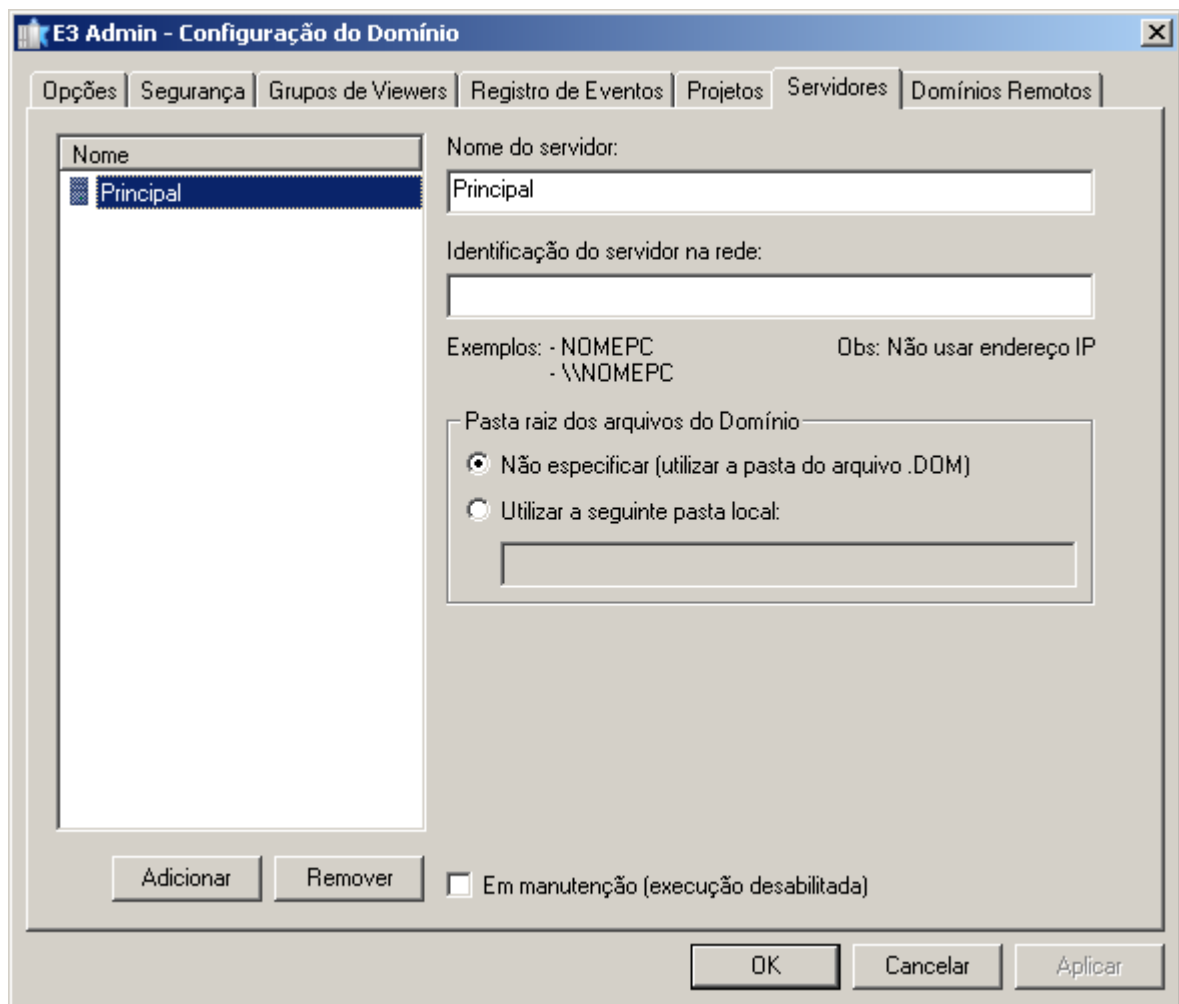 E3 Admin - Configuração do Domínio
Opções Segurança Grupos de Viewers Registro de Eventos Projetos Servidores Domínios Remotos
Nome
Principal
Nome do servidor:
Principal
Identificação do servidor na rede:
Exemplos: - NOMEPC Obs: Não usar endereço IP
- \\NOMEPC
Pasta raiz dos arquivos do Domínio
Não especificar (utilizar a pasta do arquivo .DOM)
Utilizar a seguinte pasta local:
Adicionar Remover
Em manutenção (execução desabilitada)
OK Cancelar Aplicar